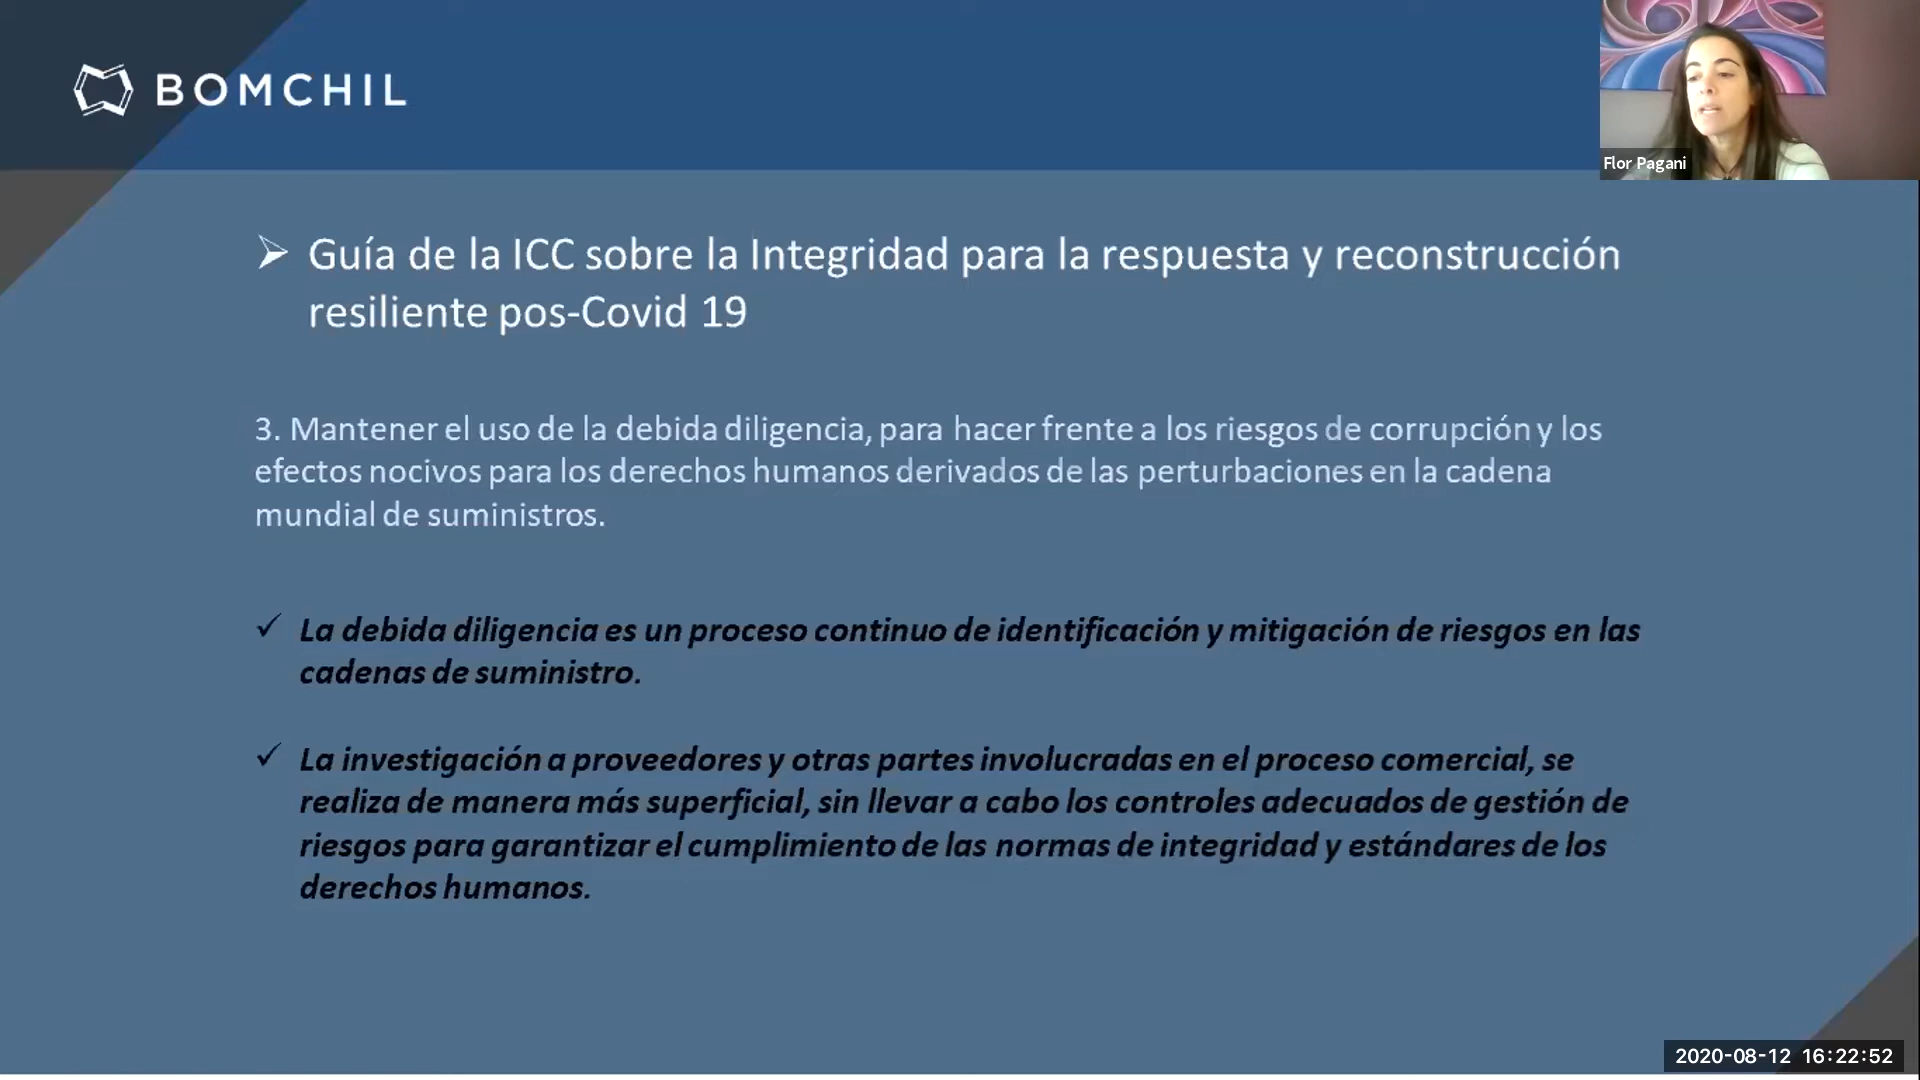 BOMCHIL
Flor Pagani
➢ Guía de la ICC sobre la Integridad para la respuesta y reconstrucción
resiliente pos-Covid 19
3. Mantener el uso de la debida diligencia, para hacer frente a los riesgos de corrupción y los
efectos nocivos para los derechos humanos derivados de las perturbaciones en la cadena
mundial de suministros.
✓ La debida diligencia es un proceso continuo de identificación y mitigación de riesgos en las
cadenas de suministro.
✓ La investigación a proveedores y otras partes involucradas en el proceso comercial, se
realiza de manera más superficial, sin llevar a cabo los controles adecuados de gestión de
riesgos para garantizar el cumplimiento de las normas de integridad y estándares de los
derechos humanos.
2020-08-12 16:22:52